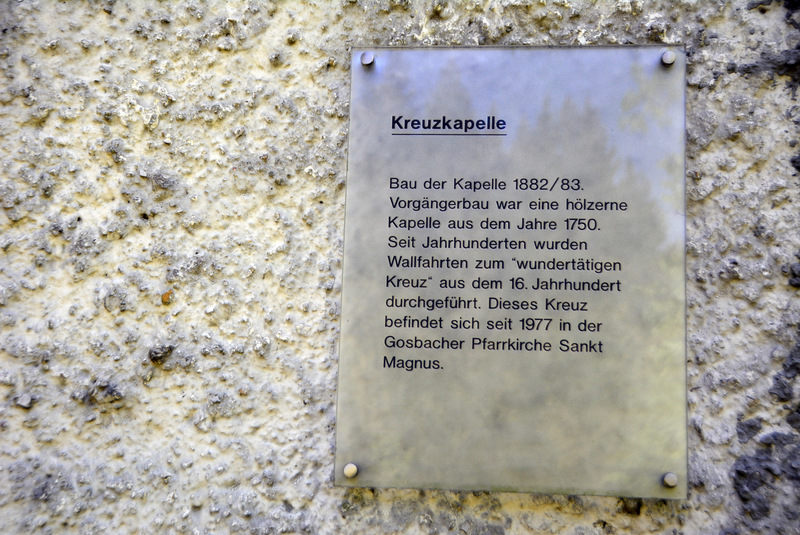 Kreuzkapelle
Bau der Kapelle 1882/83.
Vorgängerbau war eine hölzerne
Kapelle aus dem Jahre 1750.
Seit Jahrhunderten wurden
Wallfahrten zum "wundertätigen
Kreuz" aus dem 16. Jahrhundert
durchgeführt. Dieses Kreuz
befindet sich seit 1977 in der
Gosbacher Pfarrkirche Sankt
Magnus.